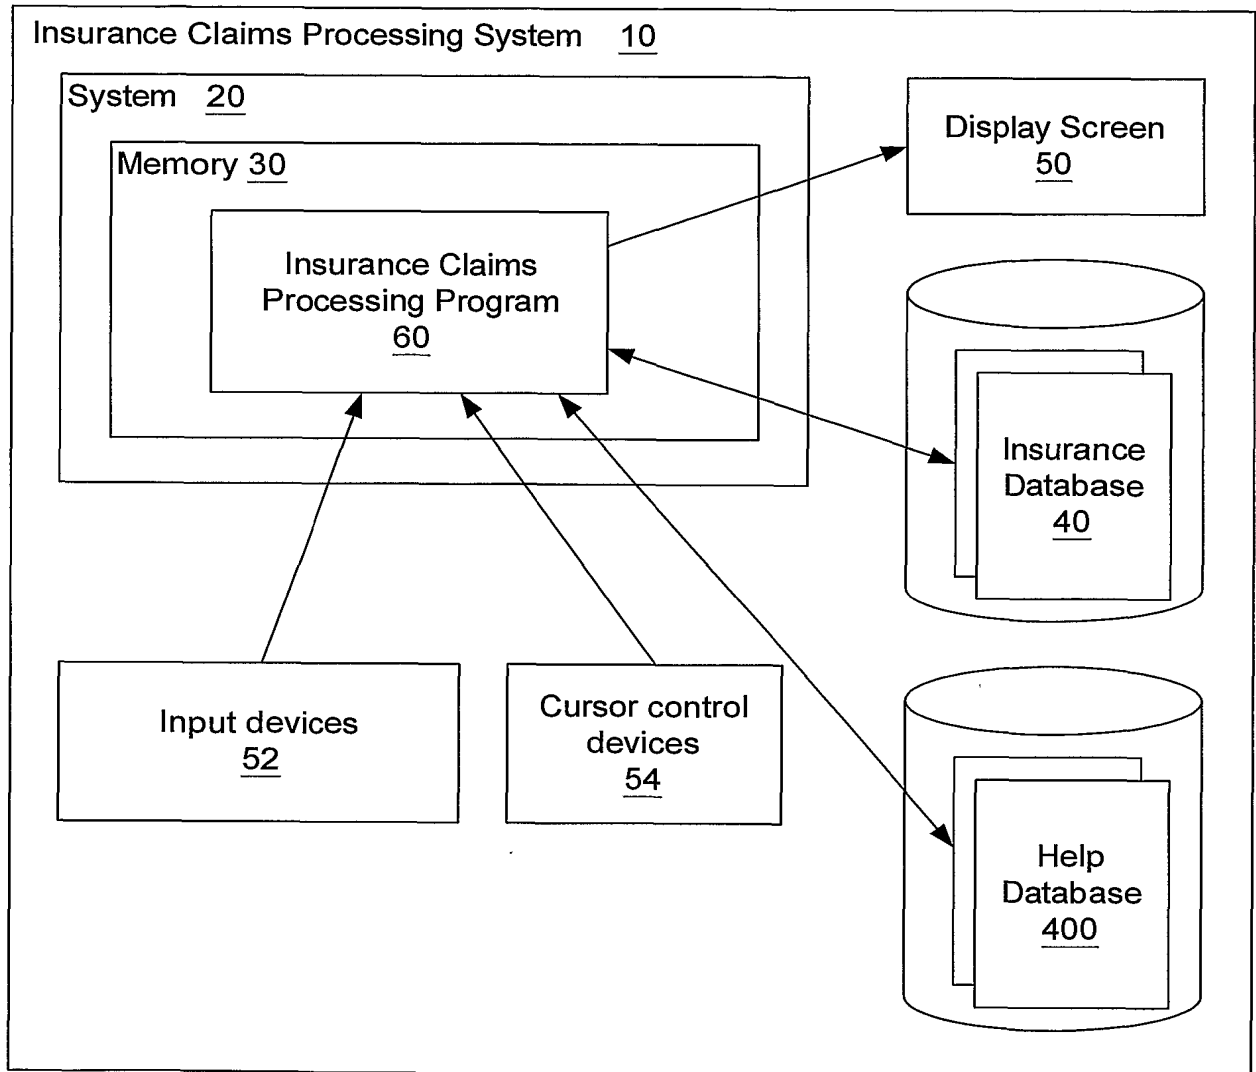 Insurance Claims Processing System 10
System 20
Memory 30
Insurance Claims
Processing Program
60
Display Screen
50
Insurance
Database
40
Input devices
52
Cursor control
devices
54
Help
Database
400